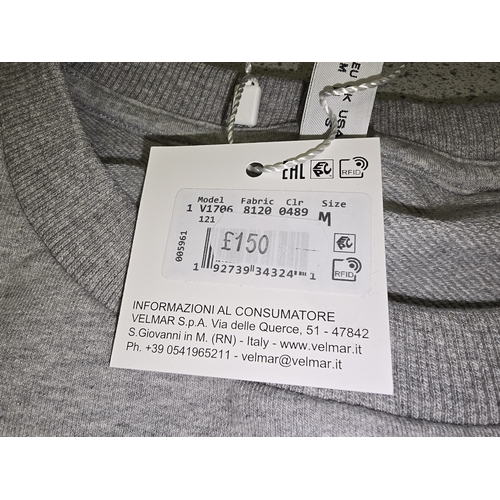 EU UK USA
M S
EAC
RFID
Model Fabric Clr Size
1 V1706 8120 0489 M
121
005961
£150
1 92739 34324 1
RFID
INFORMAZIONI AL CONSUMATORE
VELMAR S.p.A. Via delle Querce, 51 - 47842
S.Giovanni in M. (RN) - Italy - www.velmar.it
Ph. +39 0541965211 - velmar@velmar.it